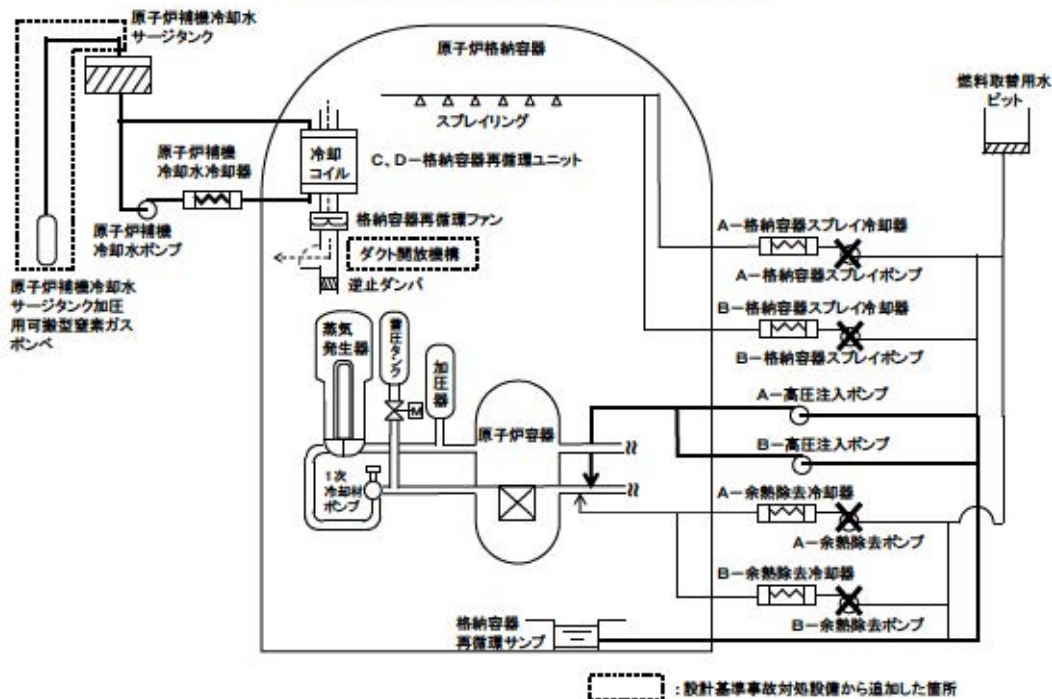 原子炉補機冷却水
サージタンク
原子炉格納容器
燃料取替用水
ピット
スプレイリング
冷却
コイル
C、D-格納容器再循環ユニット
原子炉補機
冷却水冷却器
格納容器再循環ファン
原子炉補機
冷却水ポンプ
ダクト開放機構
逆止ダンパ
原子炉補機冷却水
サージタンク加圧
用可搬型窒素ガス
ボンベ
A-格納容器スプレイ冷却器
A-格納容器スプレイポンプ
B-格納容器スプレイ冷却器
B-格納容器スプレイポンプ
蒸気
発生器
蓄圧タンク
加圧器
M
原子炉容器
A-高圧注入ポンプ
B-高圧注入ポンプ
1次
冷却材
ポンプ
A-余熱除去冷却器
A-余熱除去ポンプ
B-余熱除去冷却器
B-余熱除去ポンプ
格納容器
再循環サンプ
:設計基準事故対処設備から追加した箇所